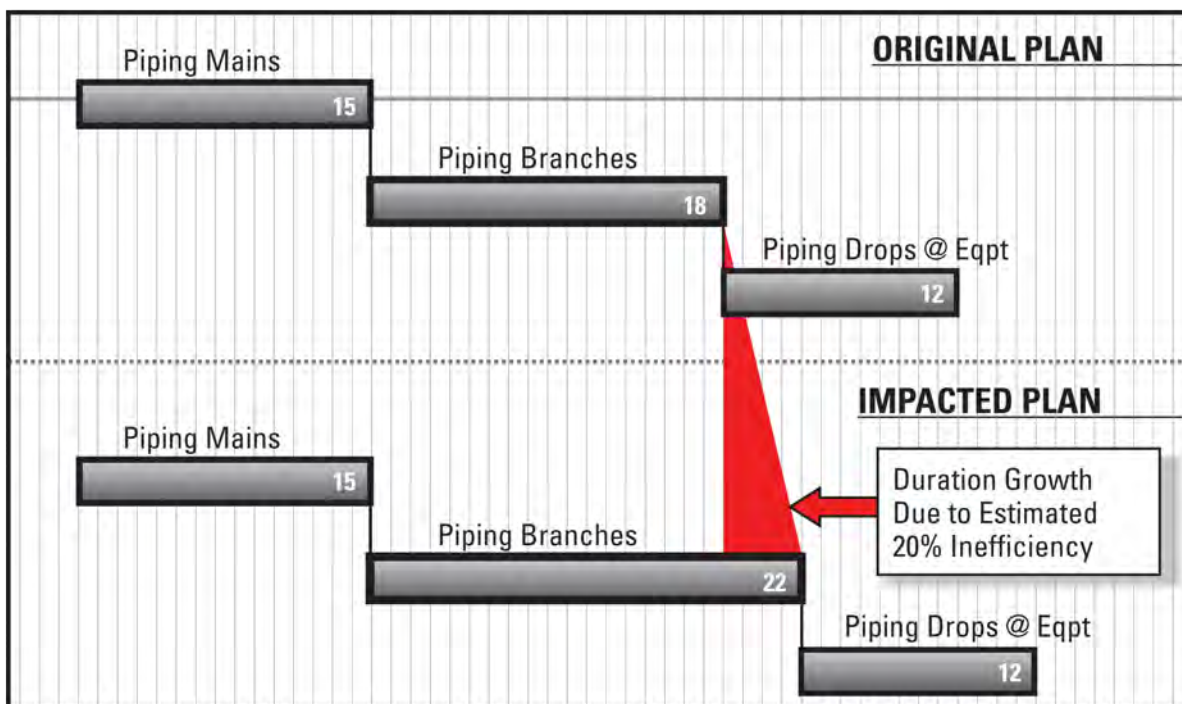 ORIGINAL PLAN
Piping Mains
15
Piping Branches
18
Piping Drops @ Eqpt
12
IMPACTED PLAN
Piping Mains
15
Duration Growth
Due to Estimated
20% Inefficiency
Piping Branches
22
Piping Drops @ Eqpt
12